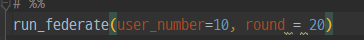 # %%
run_federate(user_number=10, round = 20)